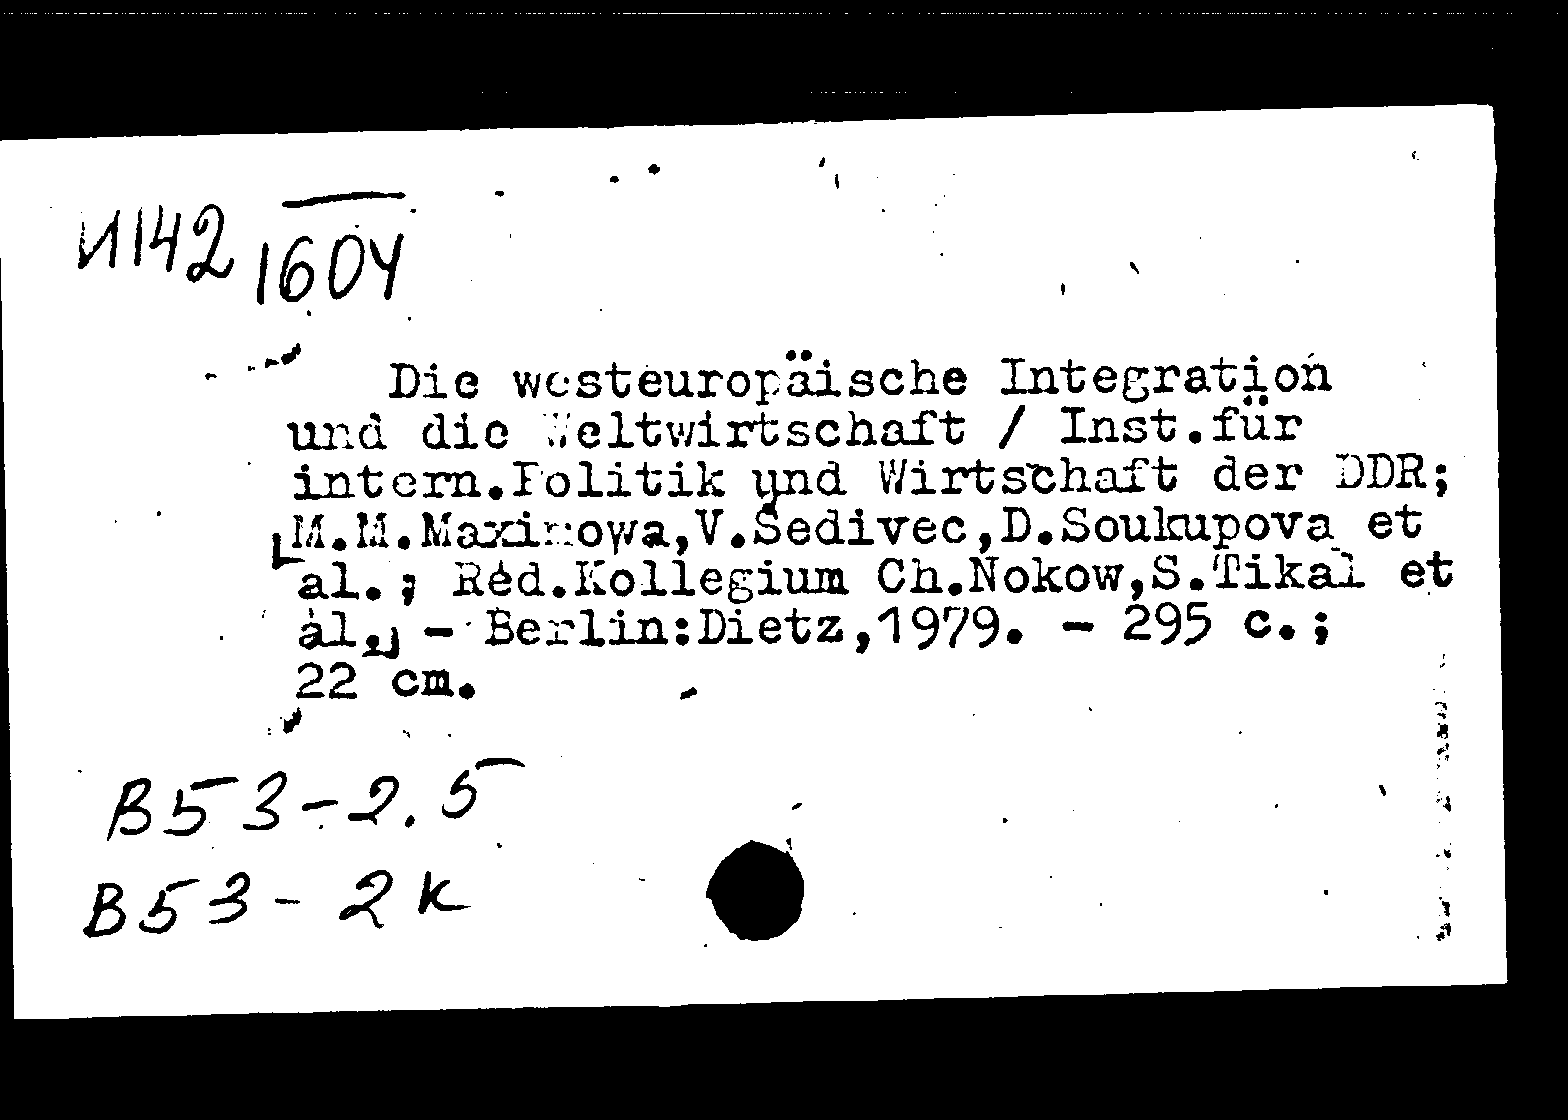 И142 1604
Die westeuropäische Integration
und die Weltwirtschaft / Inst.für
intern.Politik und Wirtschaft der DDR;
[M.M.Maximowa,V.Šedivec,D.Soukupova et
al.; Red.Kollegium Ch.Nokow,S.Tikal et
al.] - Berlin:Dietz,1979. - 295 c.;
22 cm.
В53-2.5
В53-2к